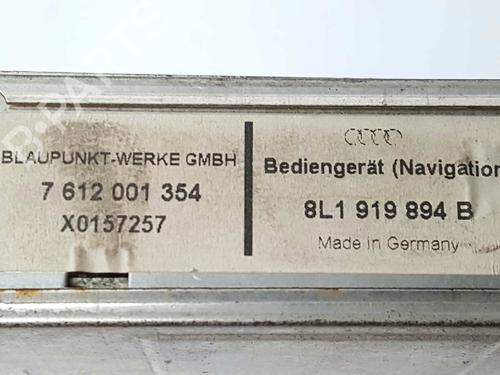 BLAUPUNKT-WERKE GMBH
7 612 001 354
X0157257
Bediengerät (Navigation
8L1 919 894 B
Made in Germany